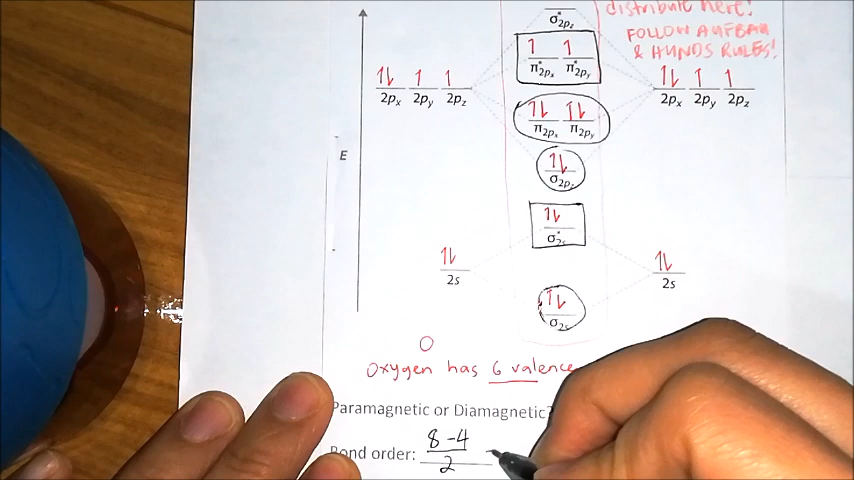 distribute here!
FOLLOW AUFBAU
& HUNDS RULES!
σ*2pz
π*2px π*2py
2px 2py 2pz
2px 2py 2pz
π2px π2py
E
σ2pz
σ*2s
2s
2s
σ2s
O
Oxygen has 6 valence
Paramagnetic or Diamagnetic?
Bond order: 8-4
2